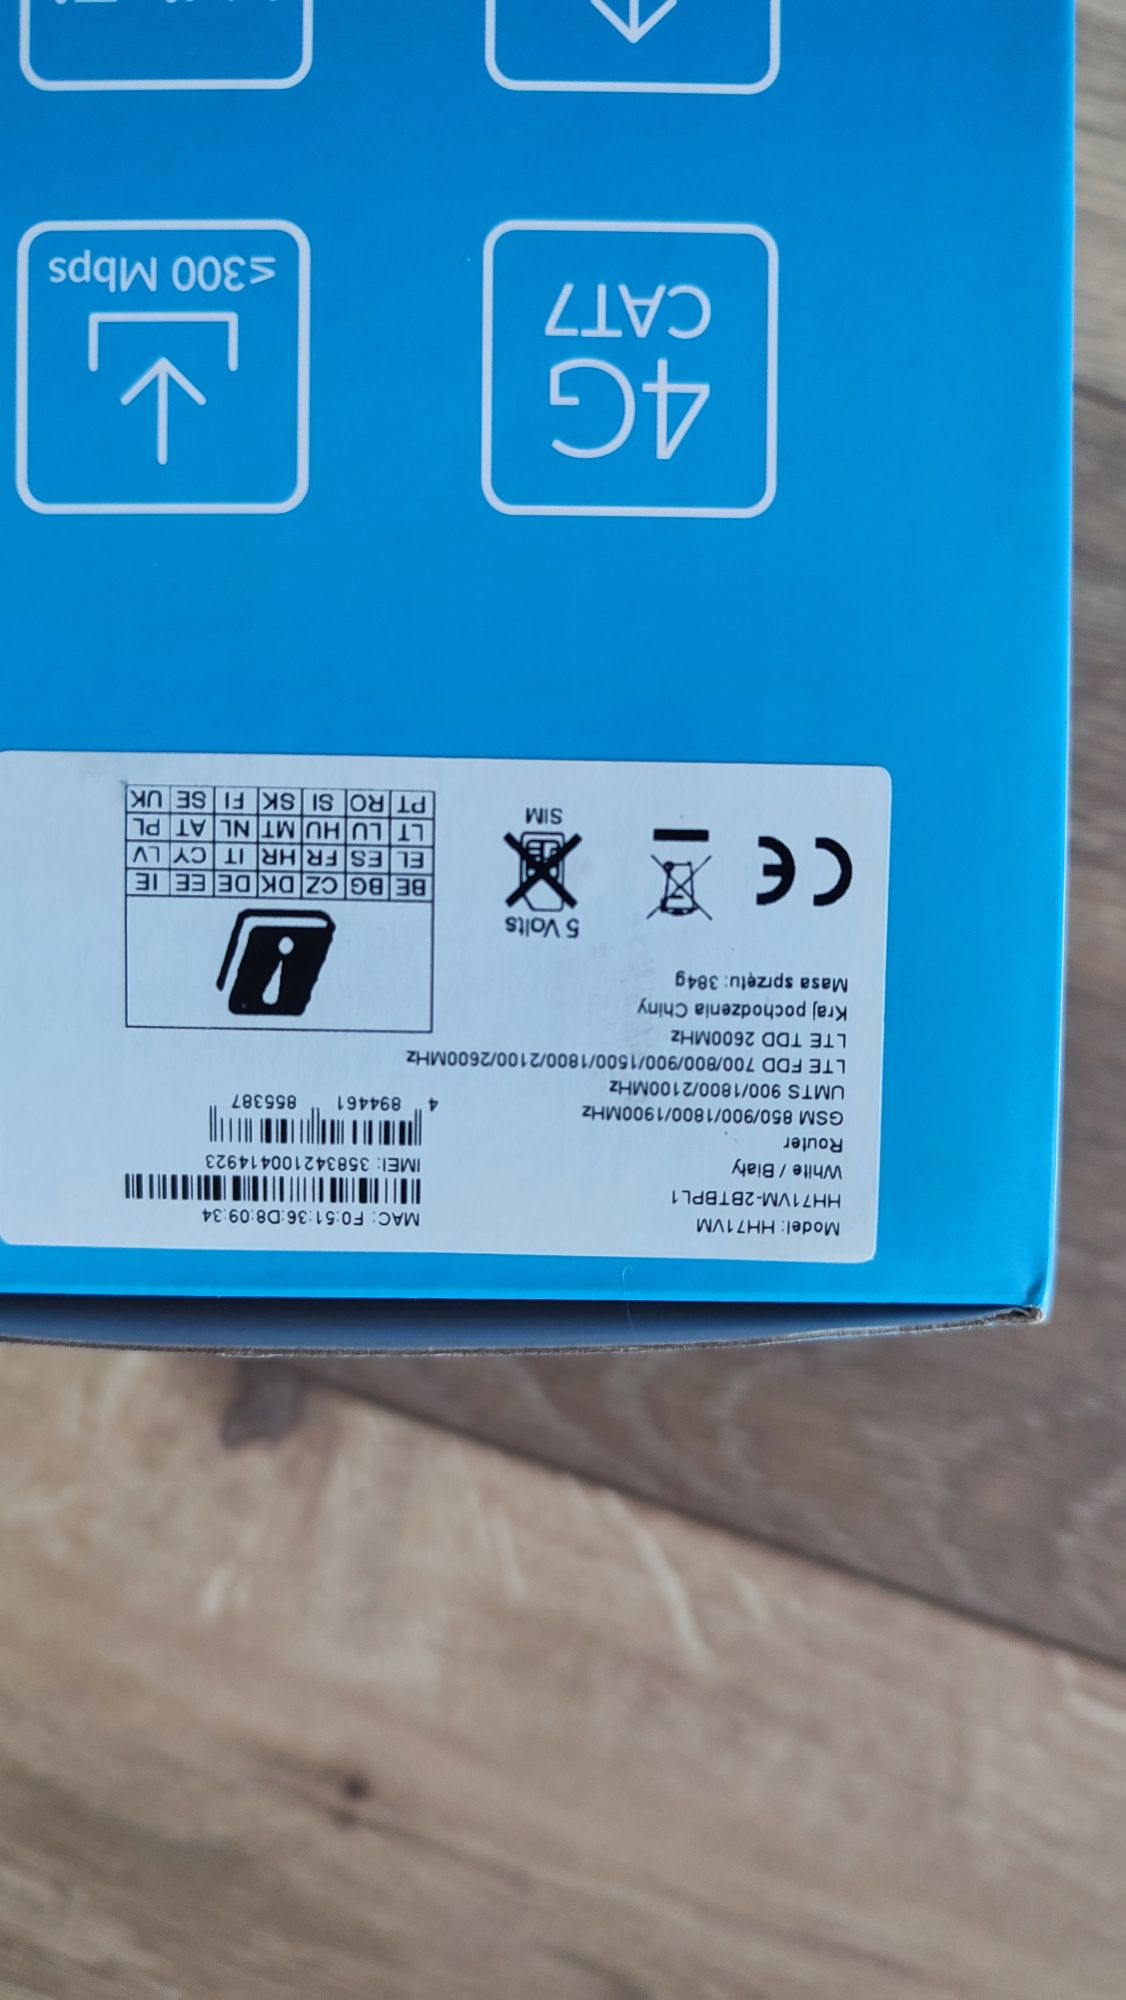 Model: HH71VM
HH71VM-2BTBPL1
White / Biały
Router
GSM 850/900/1800/1900MHz
UMTS 900/1800/2100MHz
LTE FDD 700/800/900/1500/1800/2100/2600MHz
LTE TDD 2600MHz
Kraj pochodzenia Chiny
Masa sprzętu: 384g
MAC: F0:51:36:D8:09:34
IMEI: 358342100414923
4 894461 855387
CE
5 Volts
SIM
BE BG CZ DK DE EE IE
EL ES FR HR IT CY LV
LT LU HU MT NL AT PL
PT RO SI SK FI SE UK
4G
CAT7
≤300 Mbps